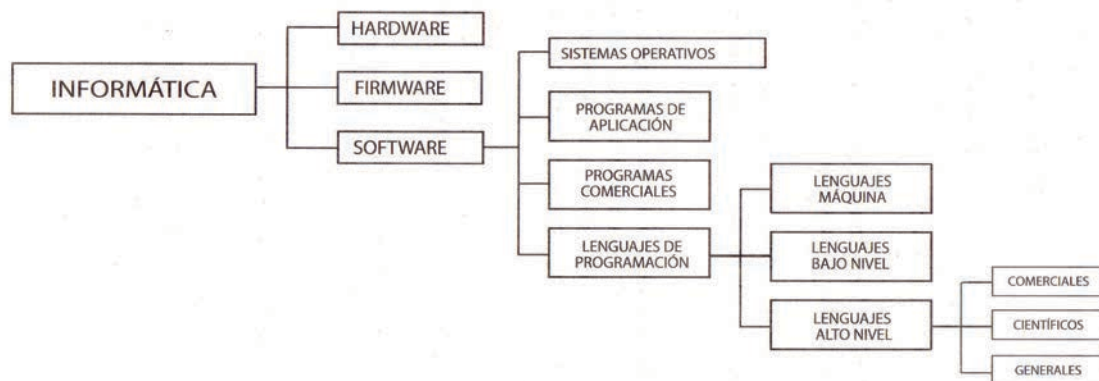 INFORMÁTICA
HARDWARE
FIRMWARE
SOFTWARE
SISTEMAS OPERATIVOS
PROGRAMAS DE
APLICACIÓN
PROGRAMAS
COMERCIALES
LENGUAJES DE
PROGRAMACIÓN
LENGUAJES
MÁQUINA
LENGUAJES
BAJO NIVEL
LENGUAJES
ALTO NIVEL
COMERCIALES
CIENTÍFICOS
GENERALES